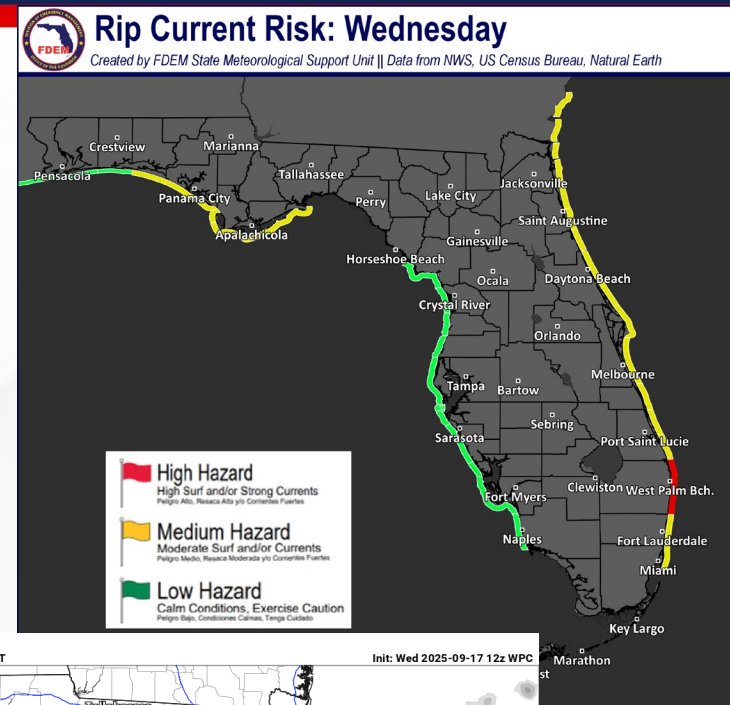 Rip Current Risk: Wednesday
Created by FDEM State Meteorological Support Unit || Data from NWS, US Census Bureau, Natural Earth
FDEM
Crestview
Marianna
Pensacola
Tallahassee
Jacksonville
Panama City
Perry
Lake City
Saint Augustine
Apalachicola
Gainesville
Horseshoe Beach
Ocala
Daytona Beach
Crystal River
Orlando
Melbourne
Tampa
Bartow
Sebring
Sarasota
Port Saint Lucie
High Hazard
High Surf and/or Strong Currents
Peligro Alto, Resaca Alta y/o Corrientes Fuertes
Clewiston
West Palm Bch.
Fort Myers
Medium Hazard
Moderate Surf and/or Currents
Peligro Medio, Resaca Moderada y/o Corrientes Fuertes
Naples
Fort Lauderdale
Miami
Low Hazard
Calm Conditions, Exercise Caution
Peligro Bajo, Condiciones Calmas, Tenga Cuidado
Key Largo
Marathon
st
T
Init: Wed 2025-09-17 12z WPC